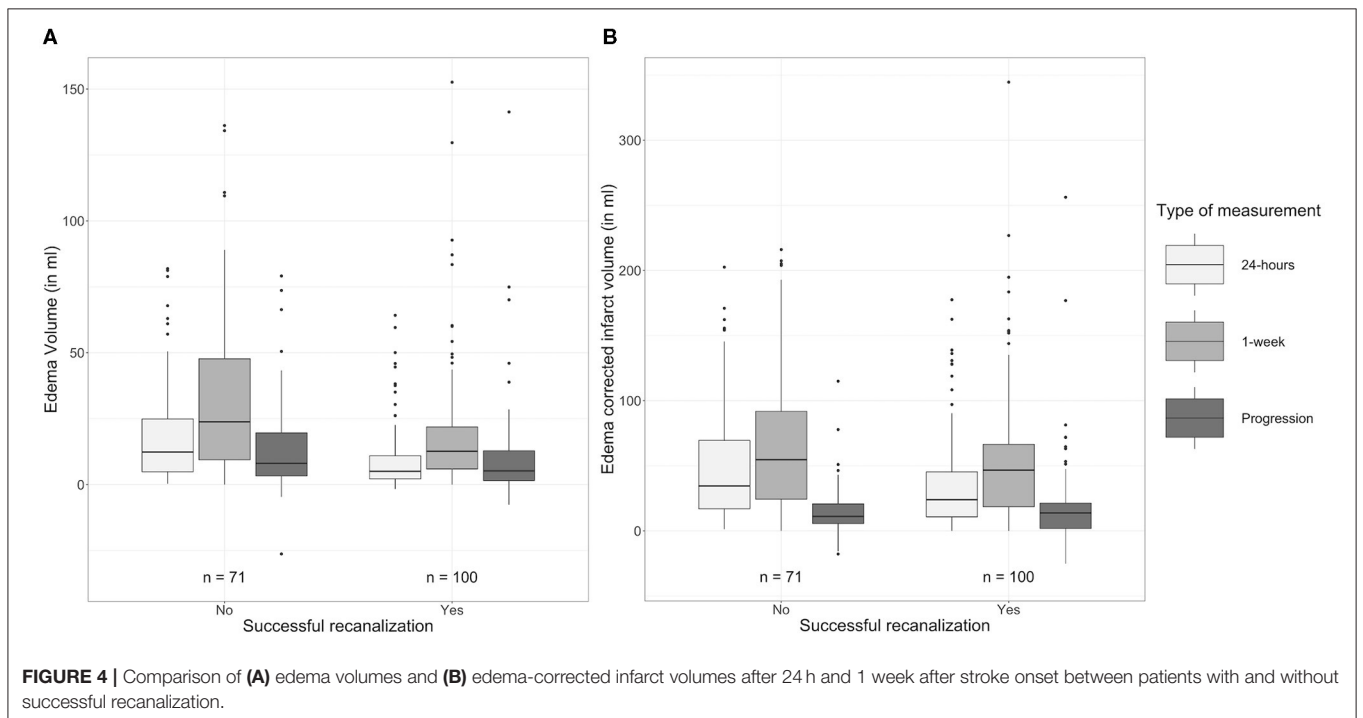 A
B
150
100
50
0
Edema Volume (in ml)
n = 71
n = 100
No
Yes
Successful recanalization
300
200
100
0
Edema corrected infarct volume (in ml)
n = 71
n = 100
No
Yes
Successful recanalization
Type of measurement
24-hours
1-week
Progression
FIGURE 4 | Comparison of (A) edema volumes and (B) edema-corrected infarct volumes after 24 h and 1 week after stroke onset between patients with and without
successful recanalization.